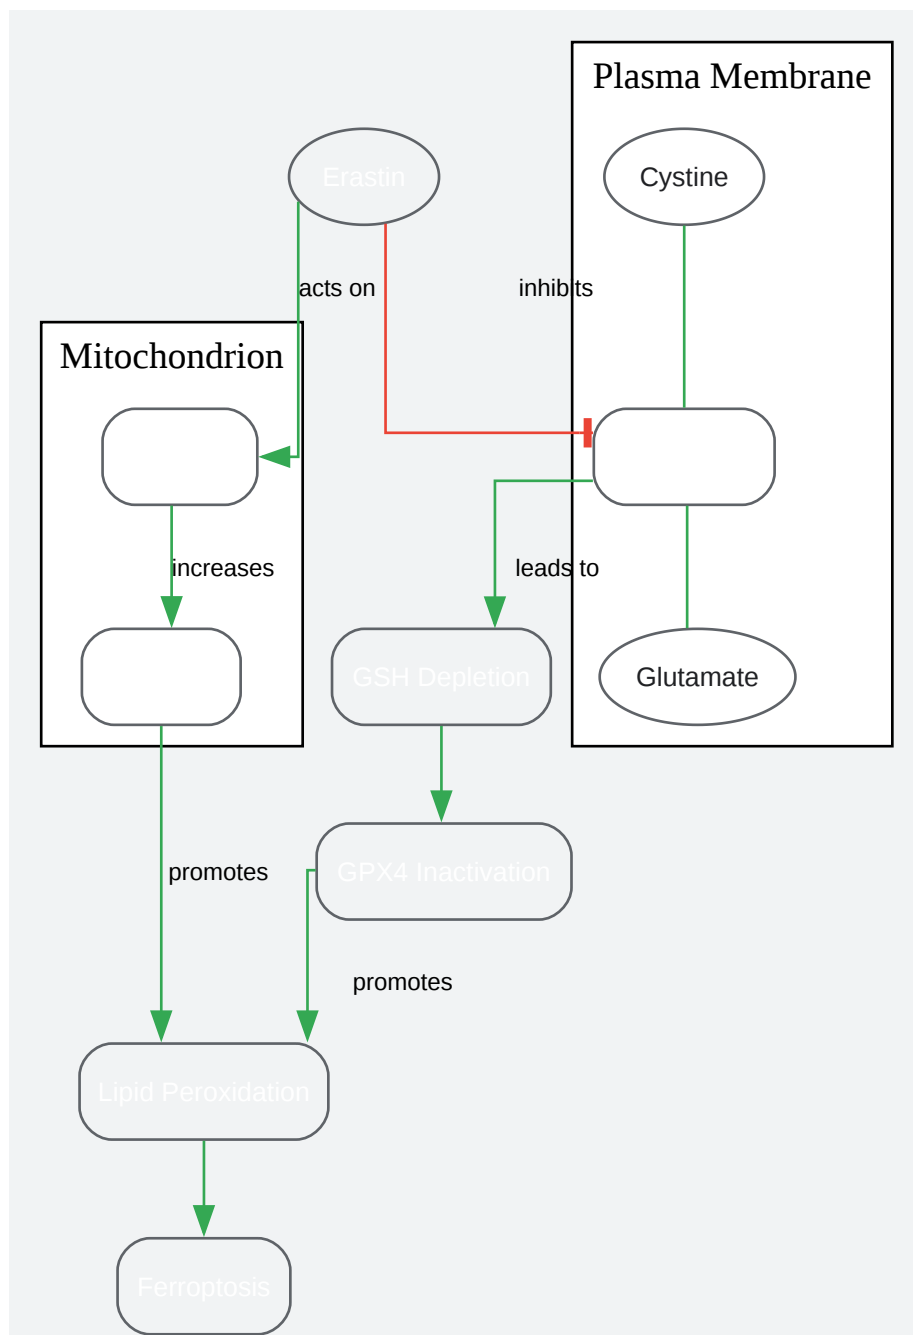 Plasma Membrane
Erastin
Cystine
acts on
inhibits
Mitochondrion
increases
leads to
GSH Depletion
Glutamate
GPX4 Inactivation
promotes
promotes
Lipid Peroxidation
Ferroptosis